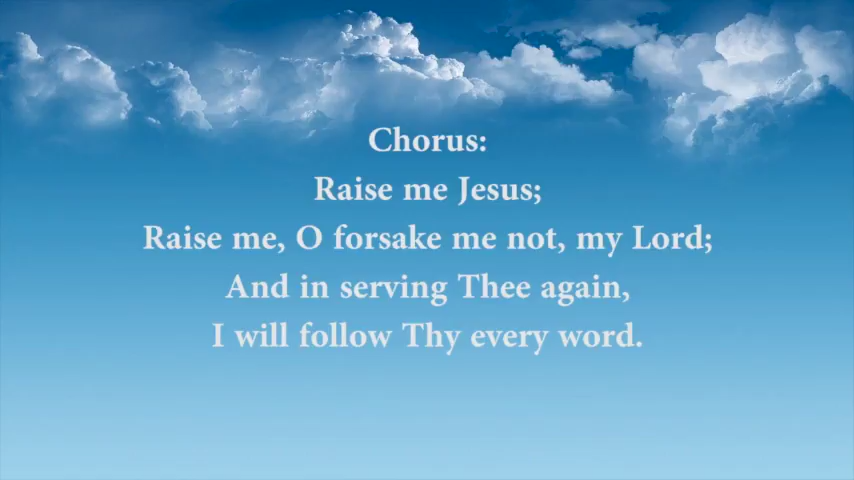 Chorus:
Raise me Jesus;
Raise me, O forsake me not, my Lord;
And in serving Thee again,
I will follow Thy every word.